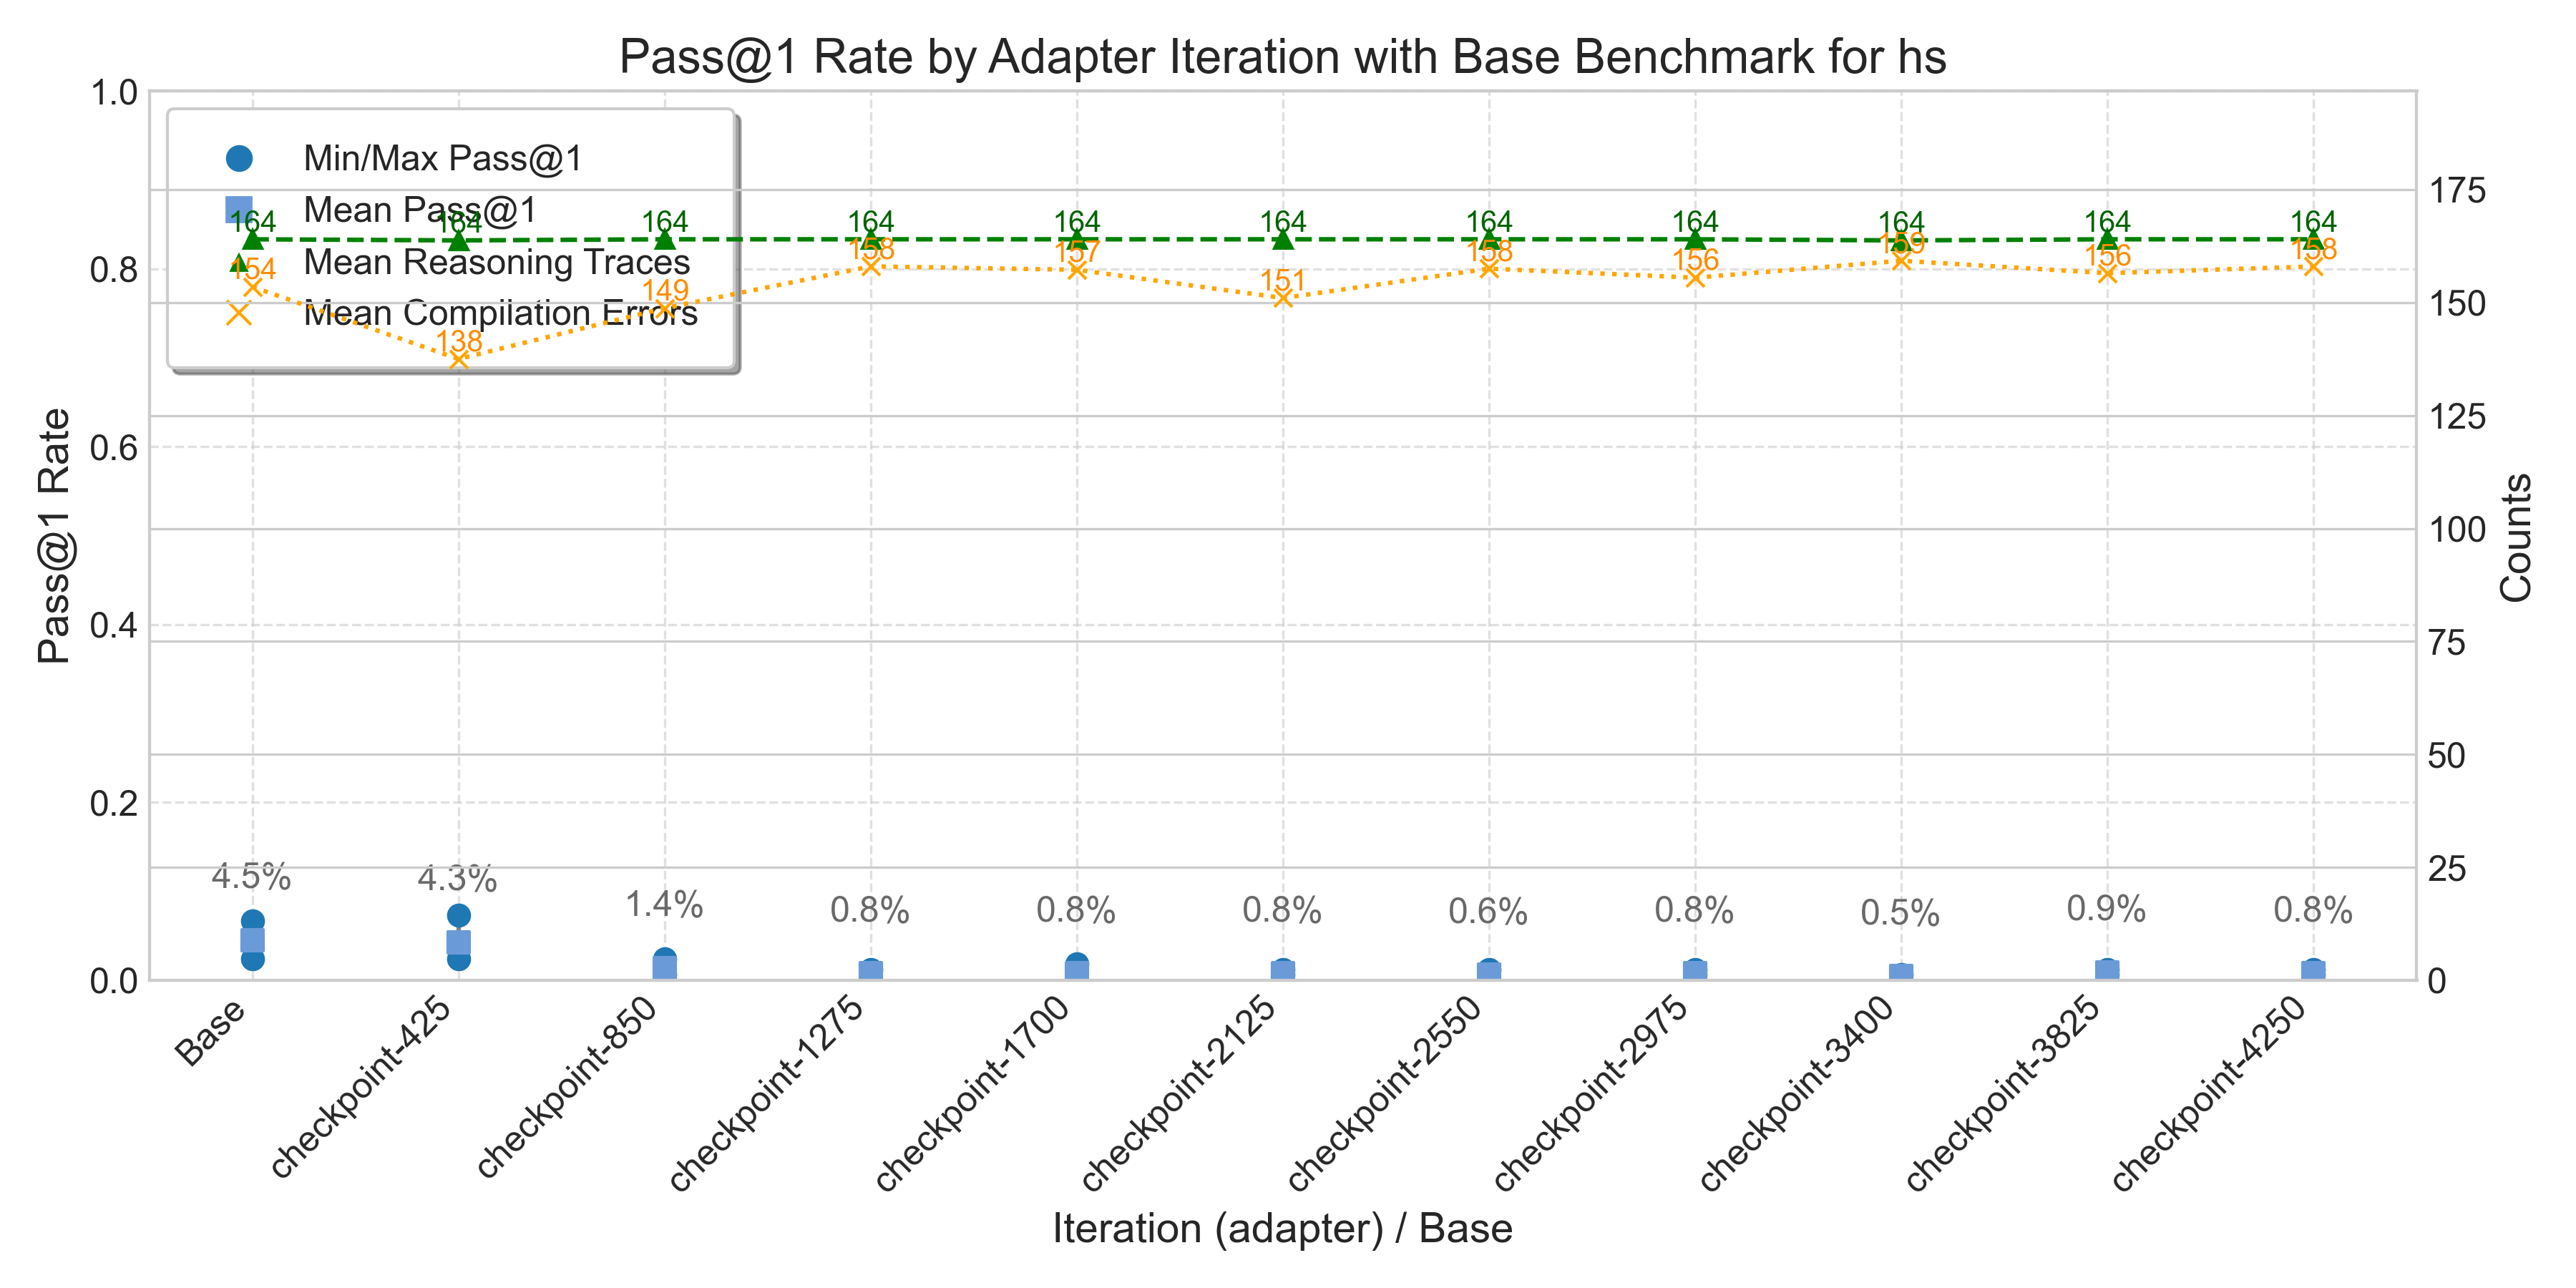 Pass@1 Rate by Adapter Iteration with Base Benchmark for hs
1.0
0.8
0.6
0.4
0.2
0.0
Pass@1 Rate
Min/Max Pass@1
Mean Pass@1
Mean Reasoning Traces
Mean Compilation Errors
164 164 164 164 164 164 164 164 164 164 164
154 138 149 158 157 151 158 156 159 156 158
4.5% 4.3% 1.4% 0.8% 0.8% 0.8% 0.6% 0.8% 0.5% 0.9% 0.8%
175
150
125
100
75
50
25
0
Counts
Base
checkpoint-425
checkpoint-850
checkpoint-1275
checkpoint-1700
checkpoint-2125
checkpoint-2550
checkpoint-2975
checkpoint-3400
checkpoint-3825
checkpoint-4250
Iteration (adapter) / Base